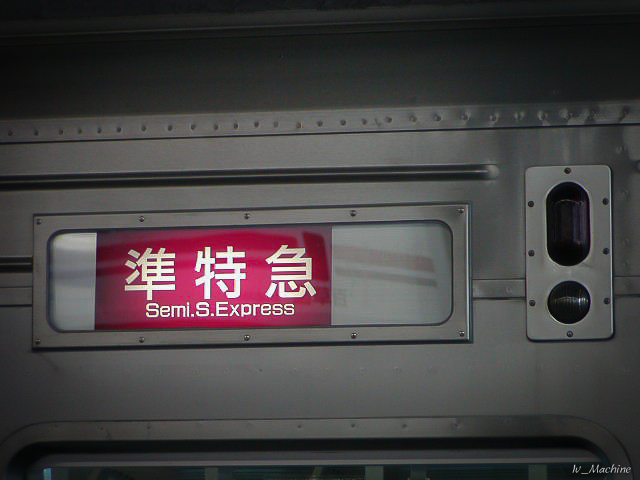 準特急
Semi.S.Express
lv_Machine